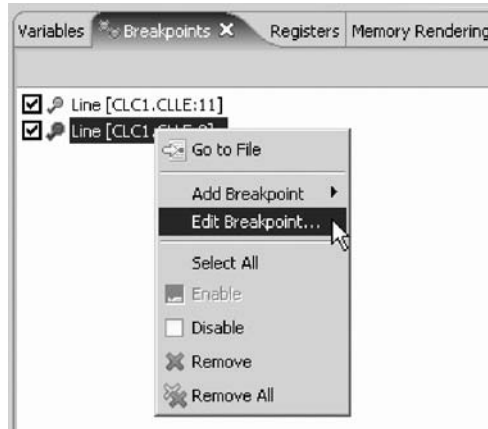 Variables Breakpoints Registers Memory Rendering
Line [CLC1.CLLE:11]
Line [CLC1.CLLE:
Go to File
Add Breakpoint
Edit Breakpoint...
Select All
Enable
Disable
Remove
Remove All